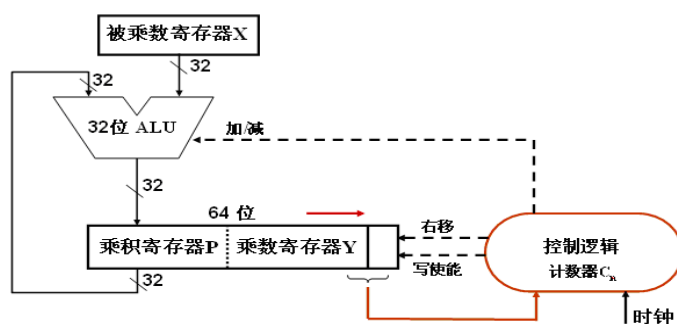 被乘数寄存器X
32
32
32位 ALU
加/减
32
64 位
右移
乘积寄存器P
乘数寄存器Y
控制逻辑
计数器Cn
写使能
32
时钟